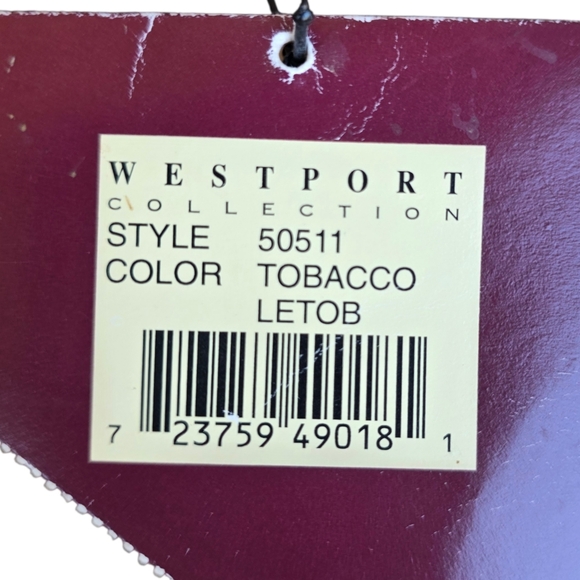 WESTPORT
COLLECTION
STYLE 50511
COLOR TOBACCO
LETOB
7 23759 49018 1